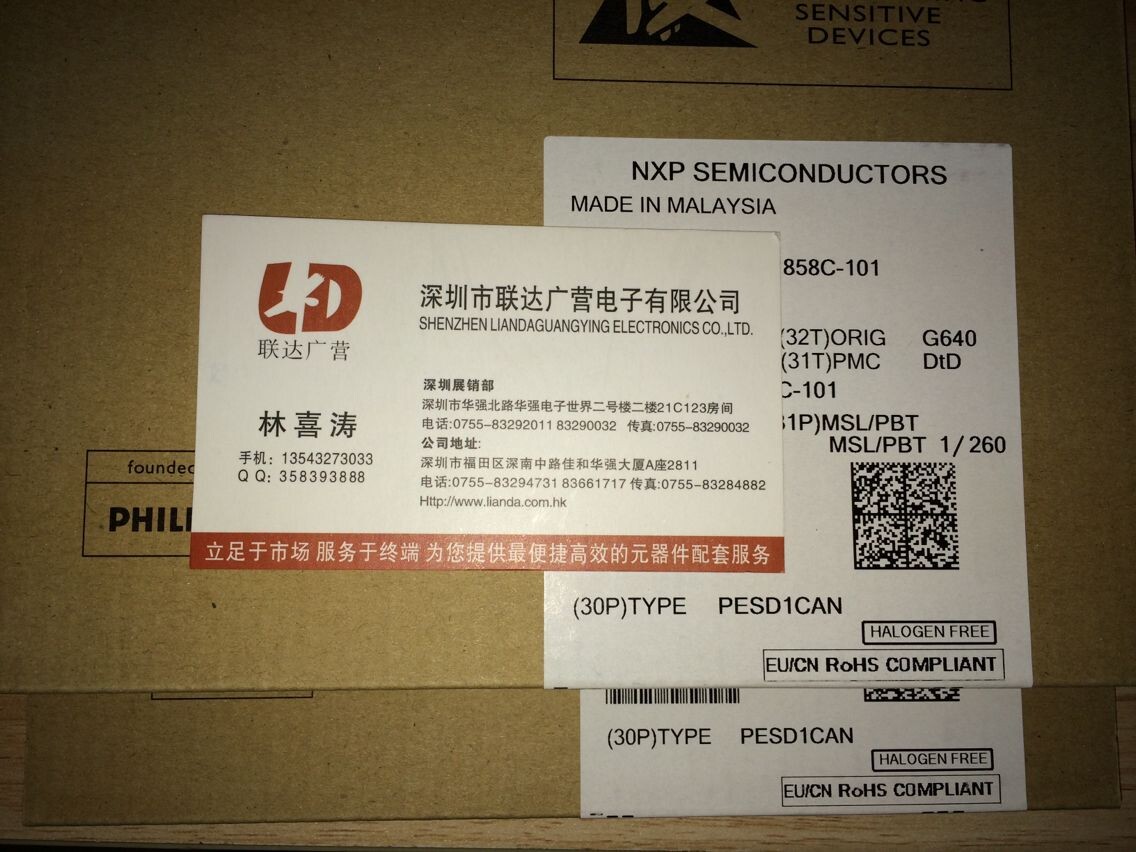 SENSITIVE
DEVICES
NXP SEMICONDUCTORS
MADE IN MALAYSIA
858C-101
(32T)ORIG G640
(31T)PMC DtD
C-101
1P)MSL/PBT
MSL/PBT 1/260
(30P)TYPE PESD1CAN
HALOGEN FREE
EU/CN RoHS COMPLIANT
(30P)TYPE PESD1CAN
HALOGEN FREE
EU/CN RoHS COMPLIANT
founded
PHILI
LD
联达广营
深圳市联达广营电子有限公司
SHENZHEN LIANDAGUANGYING ELECTRONICS CO.,LTD.
林喜涛
手机：13543273033
QQ：358393888
深圳展销部
深圳市华强北路华强电子世界二号楼二楼21C123房间
电话:0755-83292011 83290032 传真:0755-83290032
公司地址:
深圳市福田区深南中路佳和华强大厦A座2811
电话:0755-83294731 83661717 传真:0755-83284882
Http://www.lianda.com.hk
立足于市场 服务于终端 为您提供最便捷高效的元器件配套服务